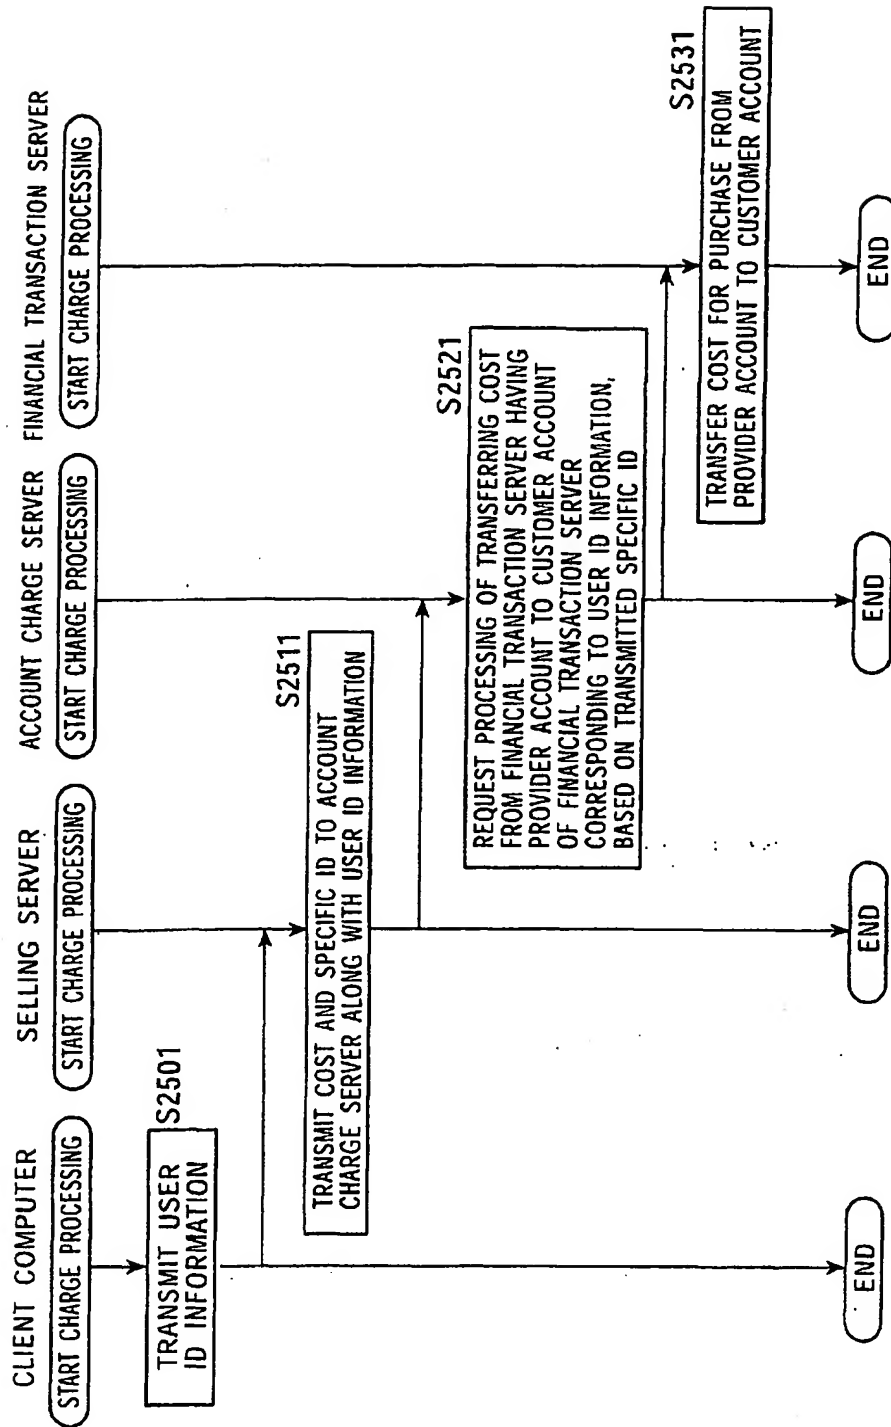 CLIENT COMPUTER
START CHARGE PROCESSING
S2501
TRANSMIT USER
ID INFORMATION
END
SELLING SERVER
START CHARGE PROCESSING
S2511
TRANSMIT COST AND SPECIFIC ID TO ACCOUNT
CHARGE SERVER ALONG WITH USER ID INFORMATION
END
ACCOUNT CHARGE SERVER
START CHARGE PROCESSING
S2521
REQUEST PROCESSING OF TRANSFERRING COST
FROM FINANCIAL TRANSACTION SERVER HAVING
PROVIDER ACCOUNT TO CUSTOMER ACCOUNT
OF FINANCIAL TRANSACTION SERVER
CORRESPONDING TO USER ID INFORMATION,
BASED ON TRANSMITTED SPECIFIC ID
END
FINANCIAL TRANSACTION SERVER
START CHARGE PROCESSING
S2531
TRANSFER COST FOR PURCHASE FROM
PROVIDER ACCOUNT TO CUSTOMER ACCOUNT
END